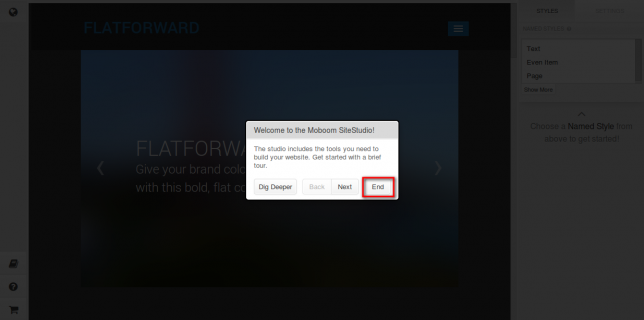 FLATFORWARD
STYLES
Text
Even Item
Page
Show More
Choose a Named Style from
above to get started!
Welcome to the Moboom SiteStudio!
The studio includes the tools you need to
build your website. Get started with a brief
tour.
Dig Deeper
Back
Next
End
FLATFORWA
Give your brand colo
with this bold, flat co